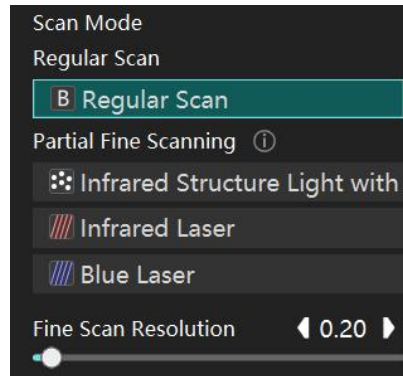 Scan Mode
Regular Scan
B Regular Scan
Partial Fine Scanning ⓘ
Infrared Structure Light with
Infrared Laser
Blue Laser
Fine Scan Resolution 0.20